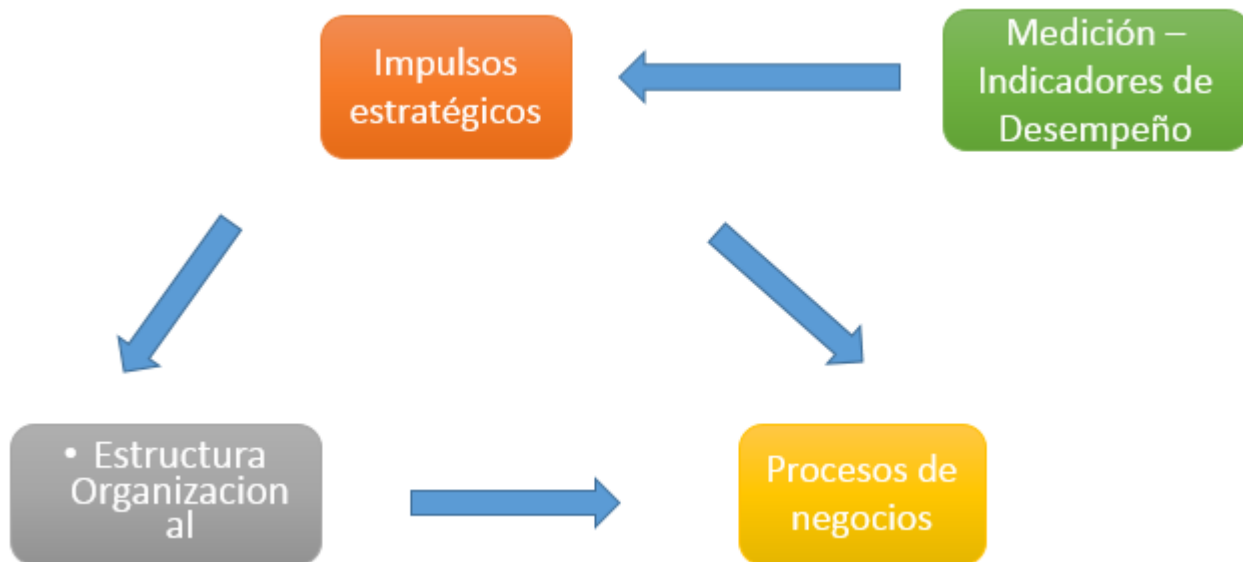 Impulsos
estratégicos
Medición –
Indicadores de
Desempeño
• Estructura
Organizacion
al
Procesos de
negocios